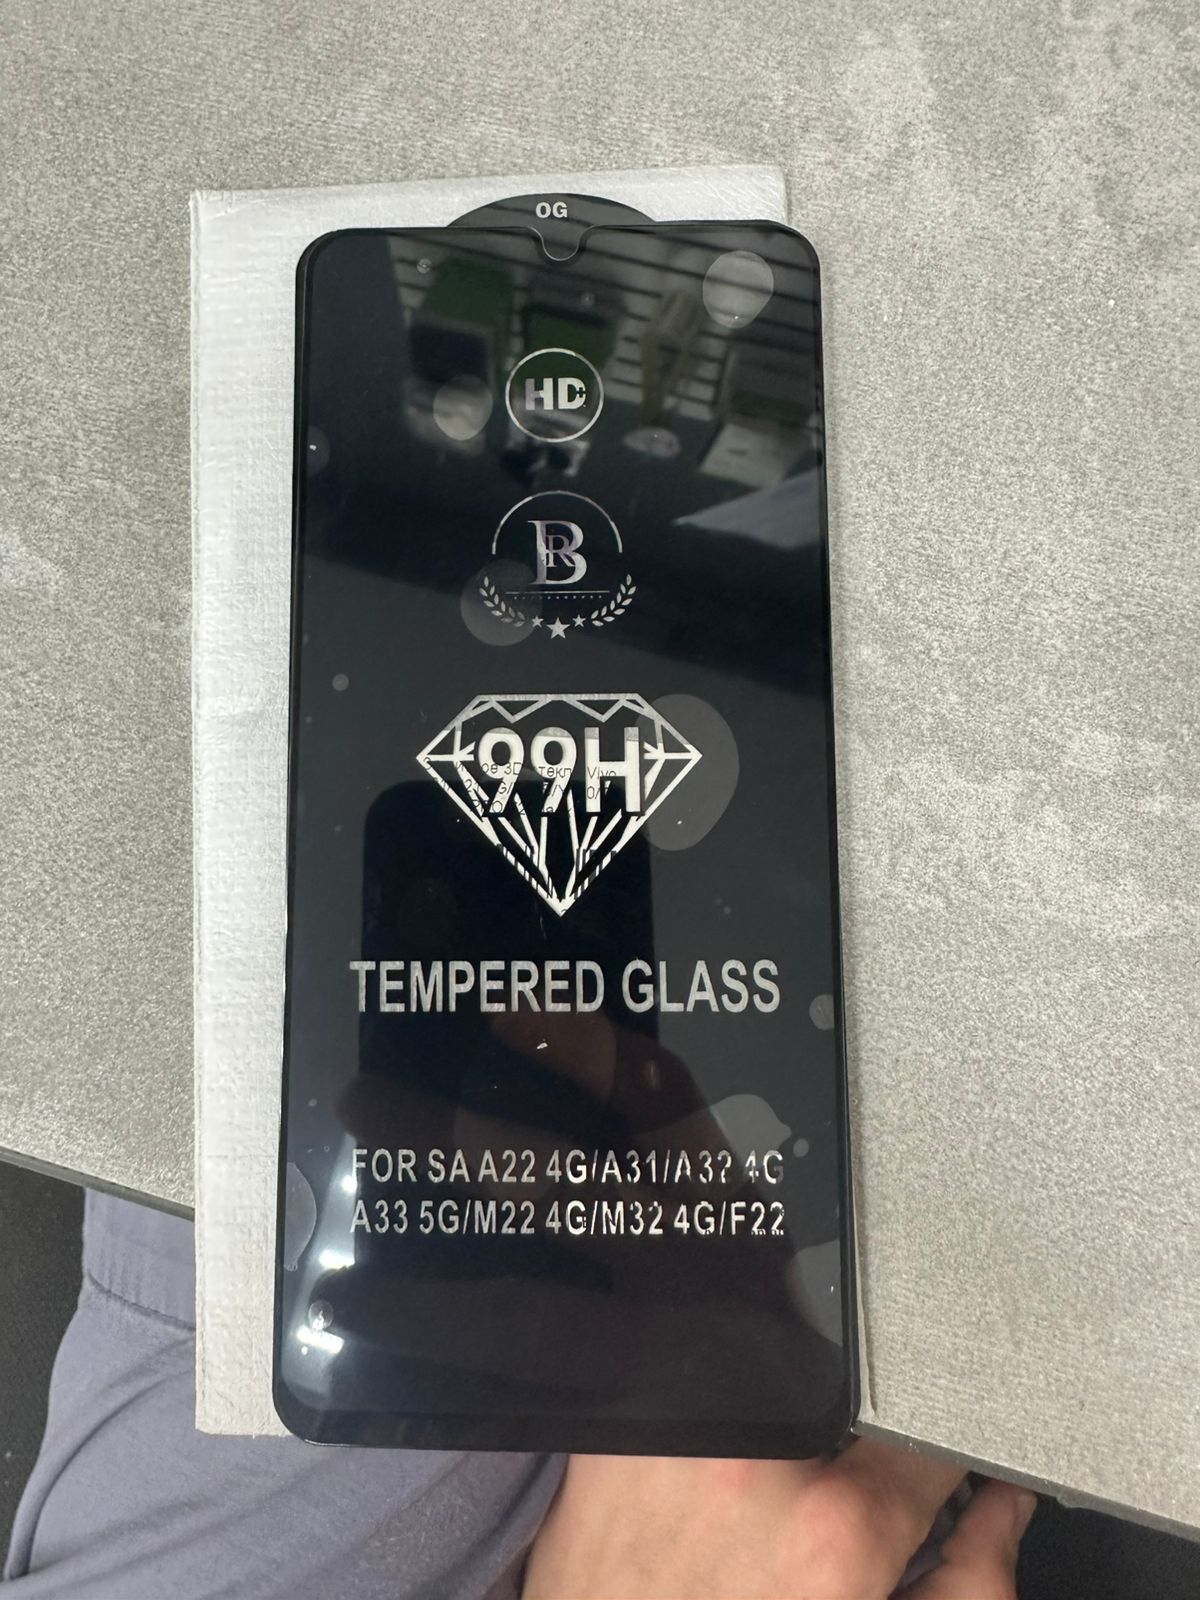 OG
HD
BR
99H
TEMPERED GLASS
FOR SA A22 4G/A31/A32 4G
A33 5G/M22 4G/M32 4G/F22